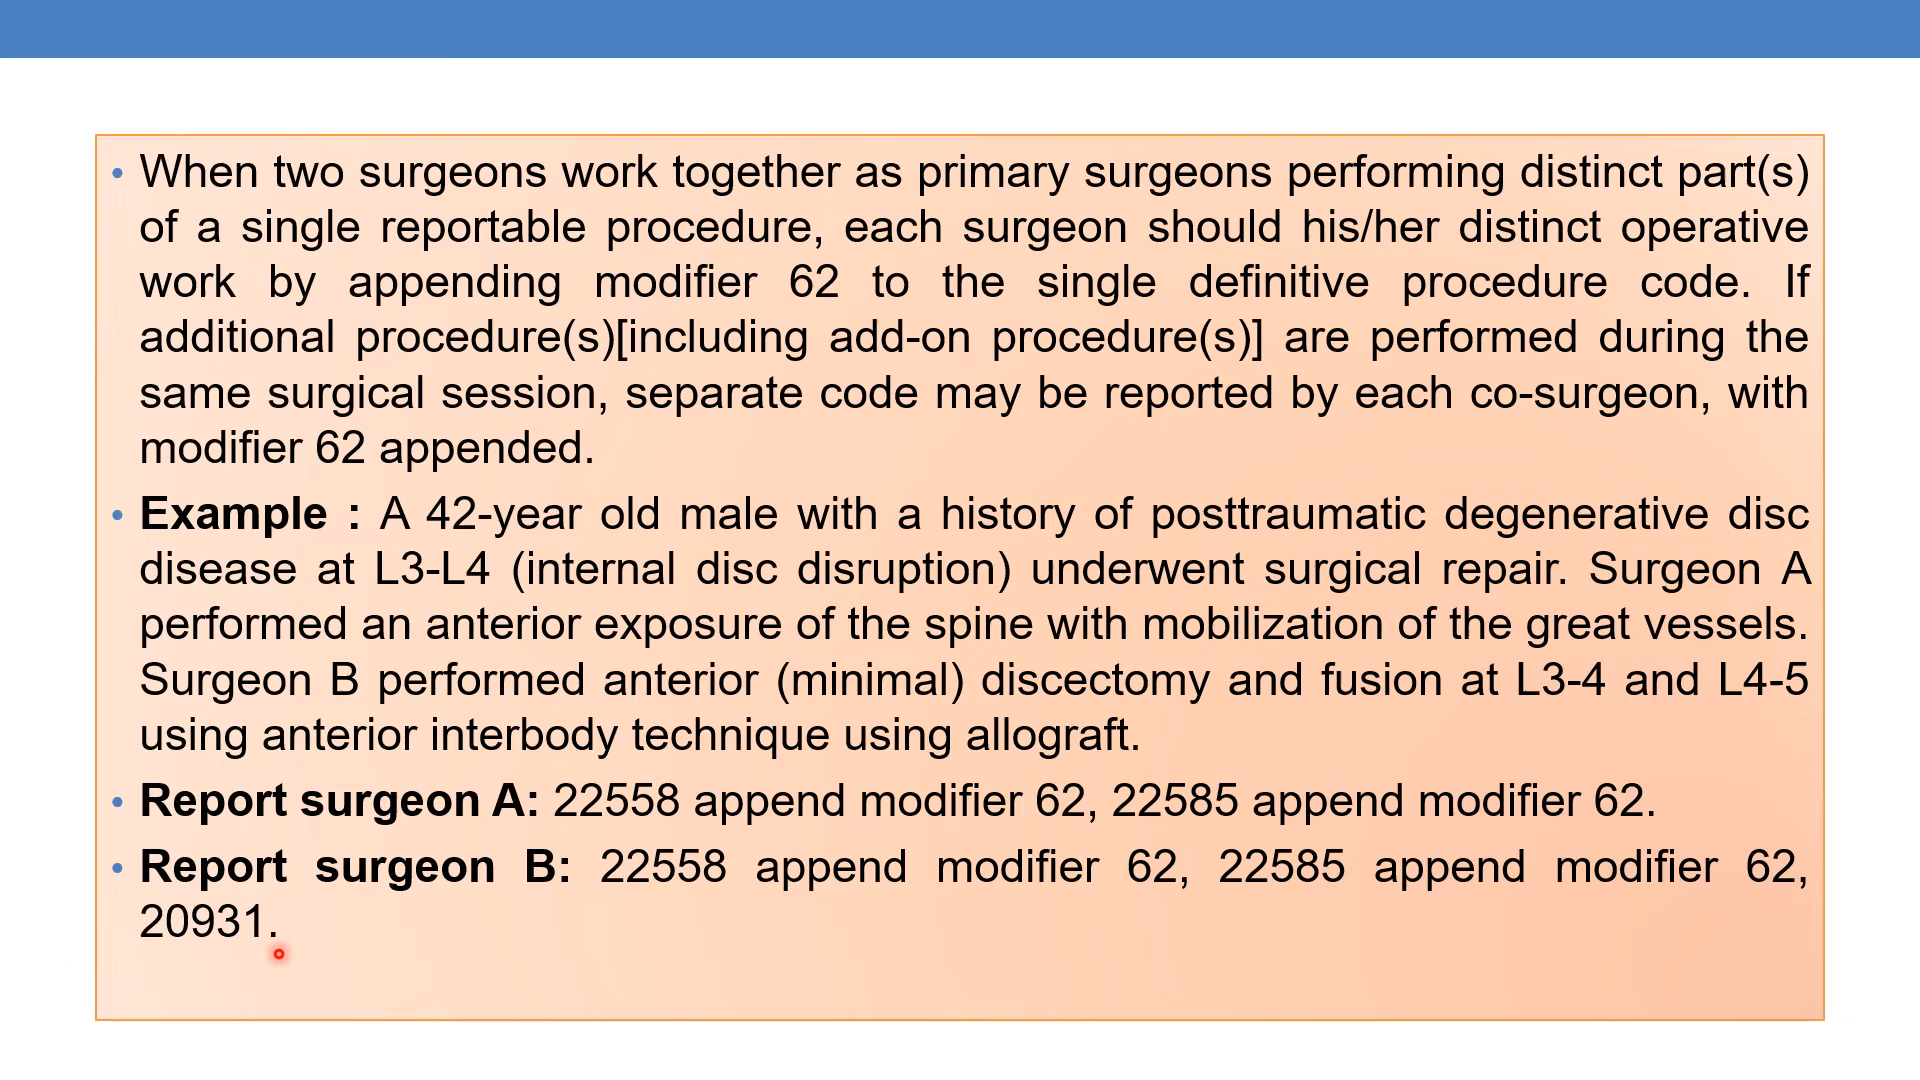 • When two surgeons work together as primary surgeons performing distinct part(s)
of a single reportable procedure, each surgeon should his/her distinct operative
work by appending modifier 62 to the single definitive procedure code. If
additional procedure(s)[including add-on procedure(s)] are performed during the
same surgical session, separate code may be reported by each co-surgeon, with
modifier 62 appended.
• Example : A 42-year old male with a history of posttraumatic degenerative disc
disease at L3-L4 (internal disc disruption) underwent surgical repair. Surgeon A
performed an anterior exposure of the spine with mobilization of the great vessels.
Surgeon B performed anterior (minimal) discectomy and fusion at L3-4 and L4-5
using anterior interbody technique using allograft.
• Report surgeon A: 22558 append modifier 62, 22585 append modifier 62.
• Report surgeon B: 22558 append modifier 62, 22585 append modifier 62,
20931.